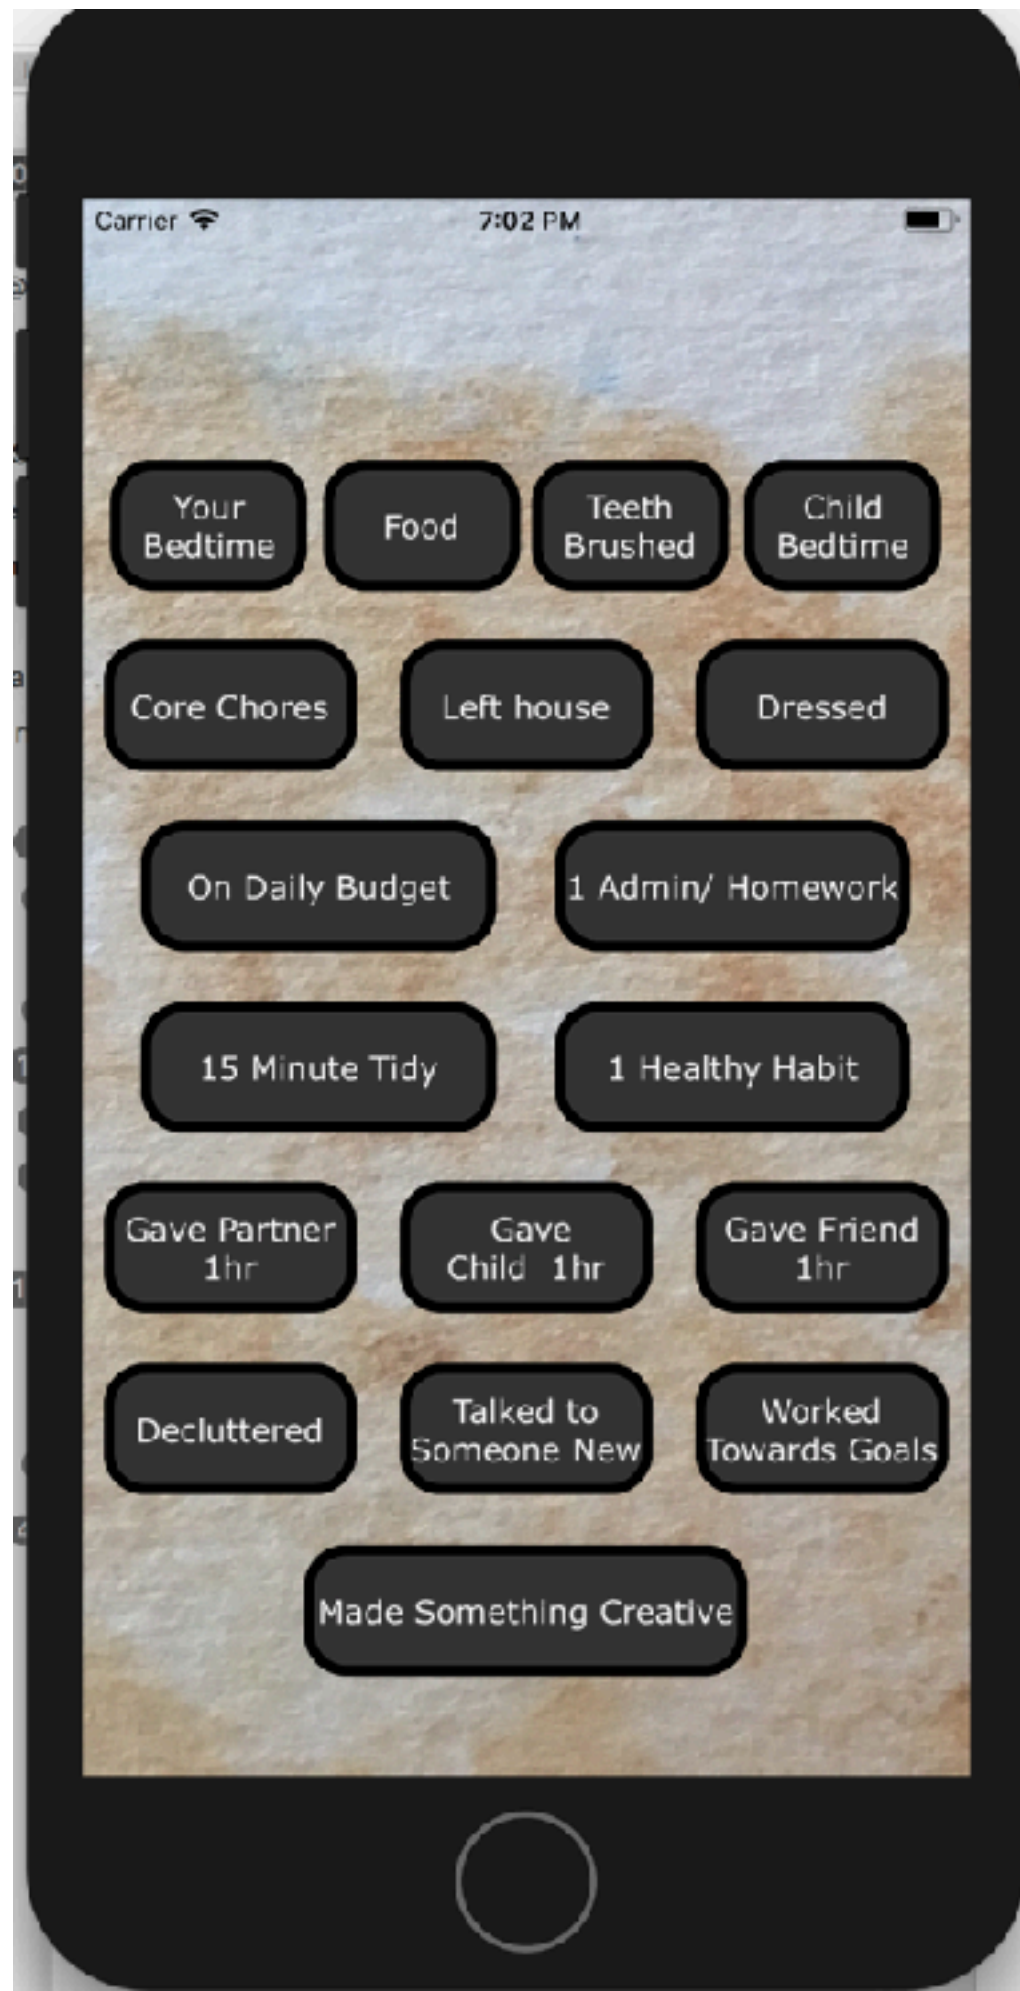 Carrier 7:02 PM
Your
Bedtime
Food
Teeth
Brushed
Child
Bedtime
Core Chores
Left house
Dressed
On Daily Budget
1 Admin/ Homework
15 Minute Tidy
1 Healthy Habit
Gave Partner
1hr
Gave
Child  1hr
Gave Friend
1hr
Decluttered
Talked to
Someone New
Worked
Towards Goals
Made Something Creative